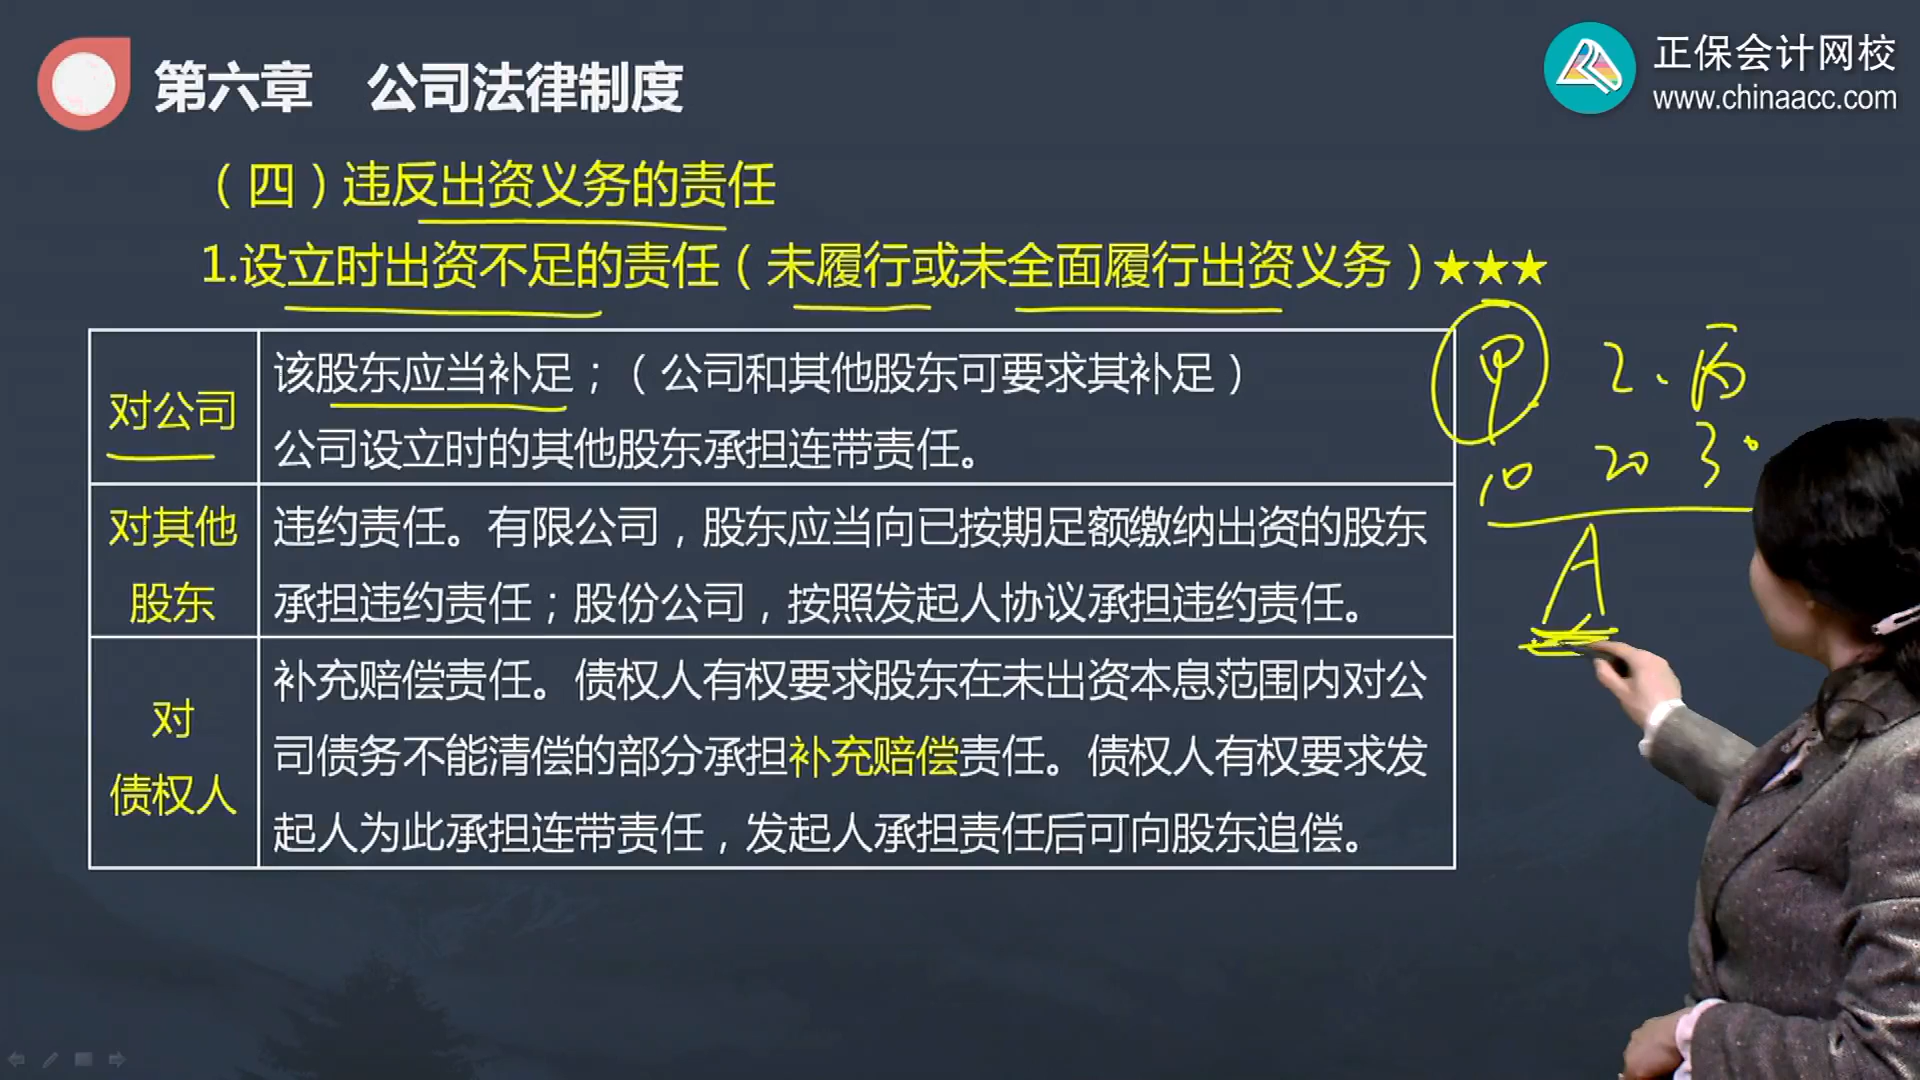 第六章 公司法律制度
正保会计网校
www.chinaacc.com
（四）违反出资义务的责任
1.设立时出资不足的责任（未履行或未全面履行出资义务）★★★
对公司
该股东应当补足；（公司和其他股东可要求其补足）
公司设立时的其他股东承担连带责任。
对其他
股东
违约责任。有限公司，股东应当向已按期足额缴纳出资的股东
承担违约责任；股份公司，按照发起人协议承担违约责任。
对
债权人
补充赔偿责任。债权人有权要求股东在未出资本息范围内对公
司债务不能清偿的部分承担补充赔偿责任。债权人有权要求发
起人为此承担连带责任，发起人承担责任后可向股东追偿。
甲 乙、丙
10 20 30
A